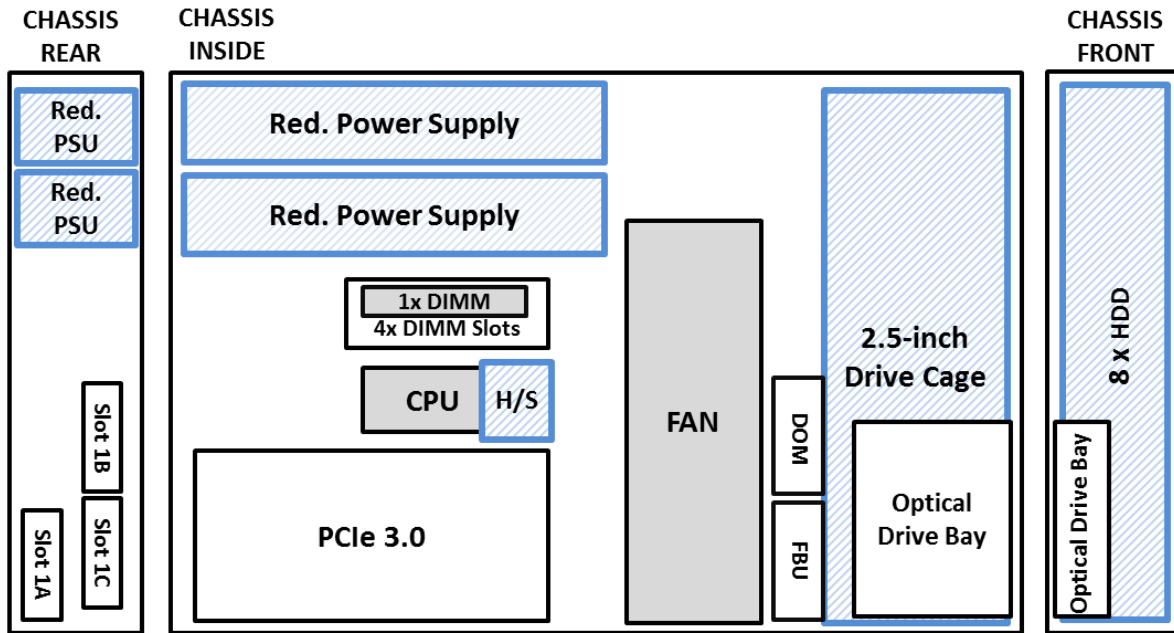 CHASSIS
REAR
CHASSIS
INSIDE
CHASSIS
FRONT
Red.
PSU
Red.
PSU
Slot 1B
Slot 1A
Slot 1C
Red. Power Supply
Red. Power Supply
1x DIMM
4x DIMM Slots
CPU
H/S
PCIe 3.0
FAN
DOM
FBU
2.5-inch
Drive Cage
Optical
Drive Bay
8 x HDD
Optical Drive Bay